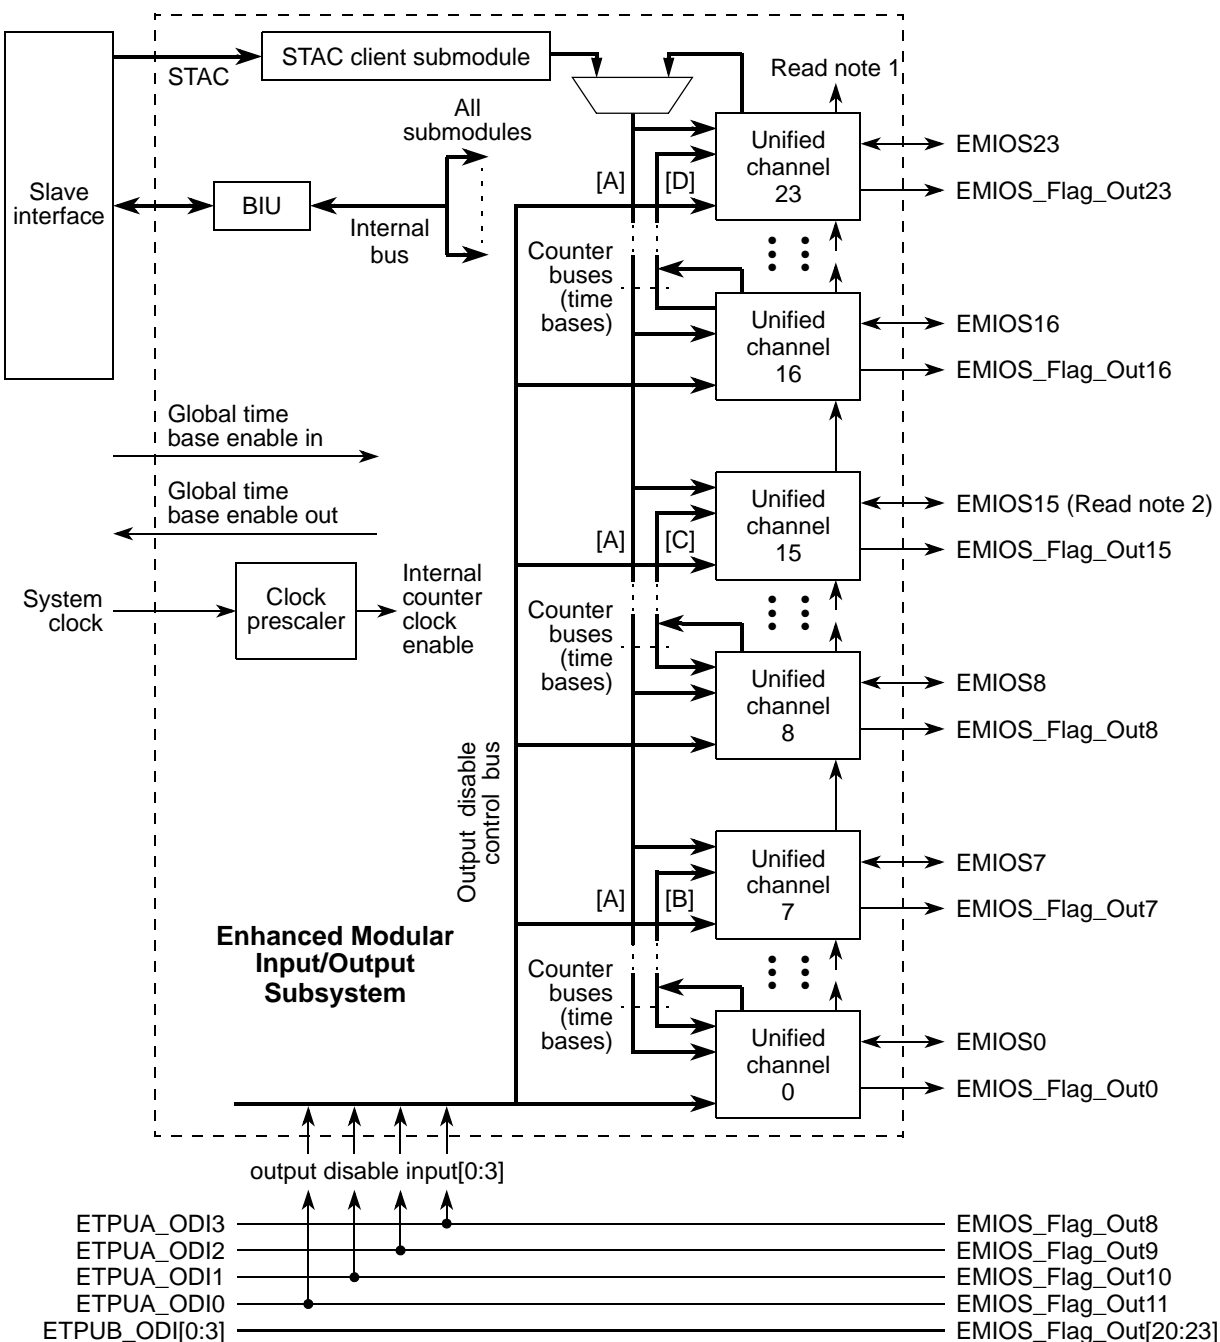 STAC
STAC client submodule
Read note 1
All
submodules
Slave
interface
BIU
Internal
bus
[A]
[D]
Unified
channel
23
EMIOS23
EMIOS_Flag_Out23
Counter
buses
(time
bases)
Unified
channel
16
EMIOS16
EMIOS_Flag_Out16
Global time
base enable in
Global time
base enable out
[A]
[C]
Unified
channel
15
EMIOS15 (Read note 2)
EMIOS_Flag_Out15
System
clock
Clock
prescaler
Internal
counter
clock
enable
Counter
buses
(time
bases)
Unified
channel
8
EMIOS8
EMIOS_Flag_Out8
Output disable
control bus
[A]
[B]
Unified
channel
7
EMIOS7
EMIOS_Flag_Out7
Enhanced Modular
Input/Output
Subsystem
Counter
buses
(time
bases)
Unified
channel
0
EMIOS0
EMIOS_Flag_Out0
output disable input[0:3]
ETPUA_ODI3
EMIOS_Flag_Out8
ETPUA_ODI2
EMIOS_Flag_Out9
ETPUA_ODI1
EMIOS_Flag_Out10
ETPUA_ODI0
EMIOS_Flag_Out11
ETPUB_ODI[0:3]
EMIOS_Flag_Out[20:23]